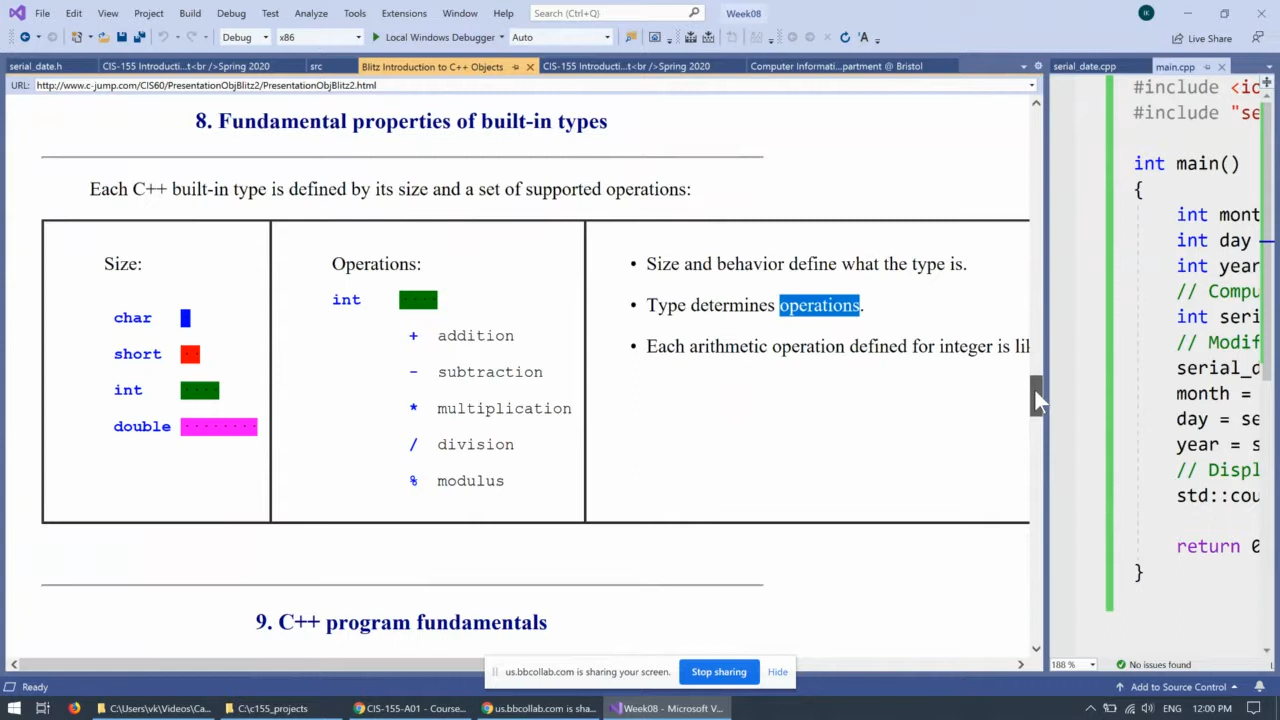 File Edit View Project Build Debug Test Analyze Tools Extensions Window Help Search (Ctrl+Q) Week08 IK
Debug x86 Local Windows Debugger Auto Live Share
serial_date.h CIS-155 Introducti...t<br />Spring 2020 src Blitz Introduction to C++ Objects CIS-155 Introducti...t<br />Spring 2020 Computer Informati...partment @ Bristol serial_date.cpp main.cpp
URL: http://www.c-jump.com/CIS60/PresentationObjBlitz2/PresentationObjBlitz2.html
8. Fundamental properties of built-in types
Each C++ built-in type is defined by its size and a set of supported operations:
Size:
char
short
int
double
Operations:
int
+ addition
- subtraction
* multiplication
/ division
% modulus
• Size and behavior define what the type is.
• Type determines operations.
• Each arithmetic operation defined for integer is lik
9. C++ program fundamentals
#include <io
#include "se
int main()
{
int mont
int day
int year
// Compu
int seri
// Modif
serial_d
month =
day = se
year = s
// Displ
std::cou
return 0
}
us.bbcollab.com is sharing your screen. Stop sharing Hide
188 % No issues found
Ready Add to Source Control
C:\Users\vk\Videos\Ca... C:\c155_projects CIS-155-A01 - Course... us.bbcollab.com is sha... Week08 - Microsoft V... ENG 12:00 PM